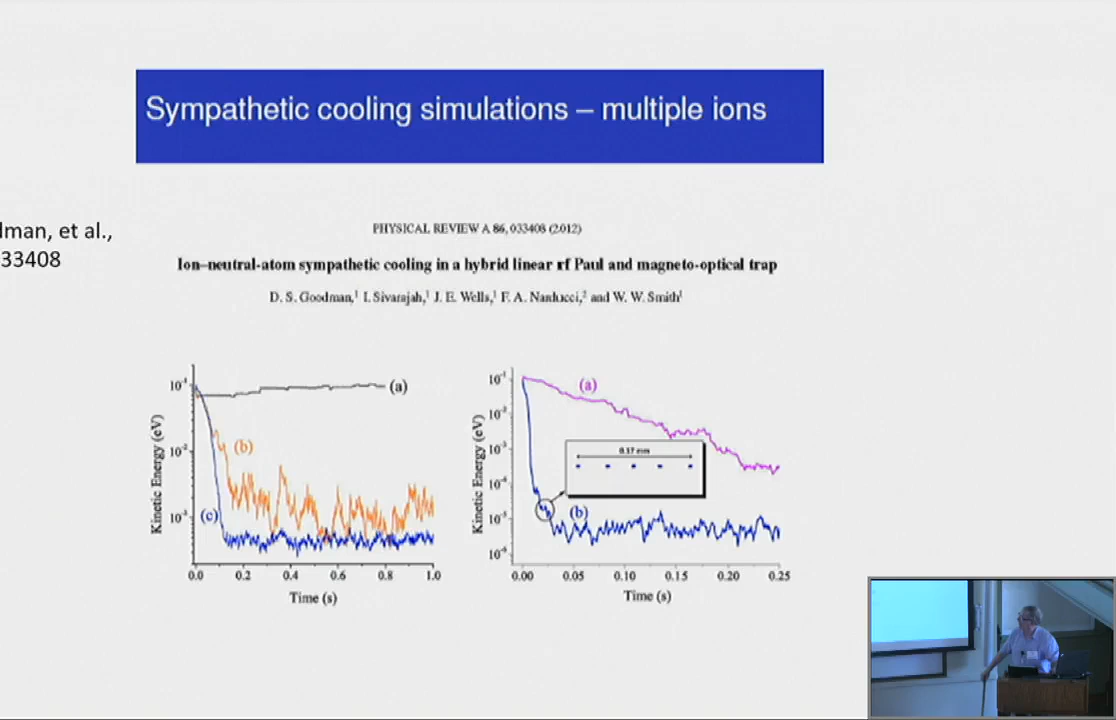 Sympathetic cooling simulations – multiple ions
lman, et al.,
33408
PHYSICAL REVIEW A 86, 033408 (2012)
Ion–neutral-atom sympathetic cooling in a hybrid linear rf Paul and magneto-optical trap
D. S. Goodman,¹ I. Sivarajah,¹ J. E. Wells,¹ F. A. Narducci,² and W. W. Smith¹
Kinetic Energy (eV)
10⁻¹
10⁻²
10⁻³
(a)
(b)
(c)
0.0 0.2 0.4 0.6 0.8 1.0
Time (s)
Kinetic Energy (eV)
10⁻¹
10⁻²
10⁻³
10⁻⁴
10⁻⁵
10⁻⁶
(a)
0.17 mm
(b)
0.00 0.05 0.10 0.15 0.20 0.25
Time (s)